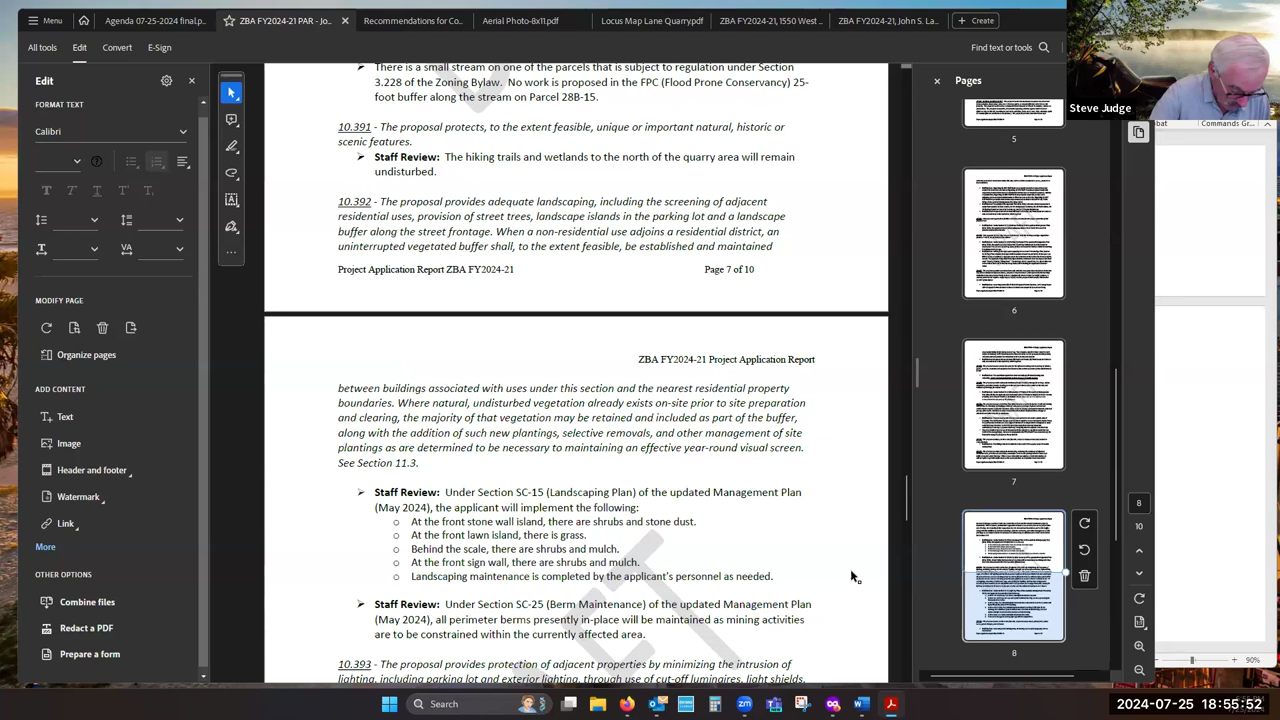 Menu
Agenda 07-25-2024 final.p...
ZBA FY2024-21 PAR - Jo...
Recommendations for Co...
Aerial Photo-8x11.pdf
Locus Map Lane Quarry.pdf
ZBA FY2024-21, 1550 West ...
ZBA FY2024-21, John S. La...
Create
All tools
Edit
Convert
E-Sign
Find text or tools
Steve Judge
Edit
FORMAT TEXT
Calibri
MODIFY PAGE
Organize pages
ADD CONTENT
Text
Image
Header and footer
Watermark
Link
More
OTHER OPTIONS
Combine files
Redact a PDF
Prepare a form
There is a small stream on one of the parcels that is subject to regulation under Section
3.228 of the Zoning Bylaw. No work is proposed in the FPC (Flood Prone Conservancy) 25-
foot buffer along the stream on Parcel 28B-15.
10.391 - The proposal protects, to the extent feasible, unique or important natural, historic or
scenic features.
Staff Review: The hiking trails and wetlands to the north of the quarry area will remain
undisturbed.
10.392 - The proposal provides adequate landscaping, including the screening of adjacent
residential uses, provision of street trees, landscape islands in the parking lot and a landscape
buffer along the street frontage. When a non-residential use adjoins a residential district, an
uninterrupted vegetated buffer shall, to the extent feasible, be established and maintained
Project Application Report ZBA FY2024-21
Page 7 of 10
ZBA FY2024-21 Project Application Report
between buildings associated with uses under this section and the nearest residential property
boundaries. Where natural or naturalized vegetation already exists on-site prior to site preparation
and clearing, the majority of that vegetation may be retained and included as part of the buffer,
along with the addition of such new plantings, selective removals, and other management of site
plantings as are determined to be necessary to maintaining an effective year-round visual screen.
See Section 11.3.
Staff Review: Under Section SC-15 (Landscaping Plan) of the updated Management Plan
(May 2024), the applicant will implement the following:
At the front stone wall island, there are shrubs and stone dust.
At the front lawn island, there is grass.
Behind the scale, there are shrubs and mulch.
At the front sign wall, there are shrubs and mulch.
Landscaping maintenance is completed by the applicant's personnel as needed.
Staff Review: Under Section SC-25 (Berm Maintenance) of the updated Management Plan
(May 2024), all perimeter berms presently in-place will be maintained as mining activities
are to be constrained within the currently affected area.
10.393 - The proposal provides protection of adjacent properties by minimizing the intrusion of
lighting, including parking lot and exterior lighting, through use of cut-off luminaires, light shields,
Pages
5
6
7
8
8
10
Commands Gr...
90%
Search
2024-07-25 18:55:52